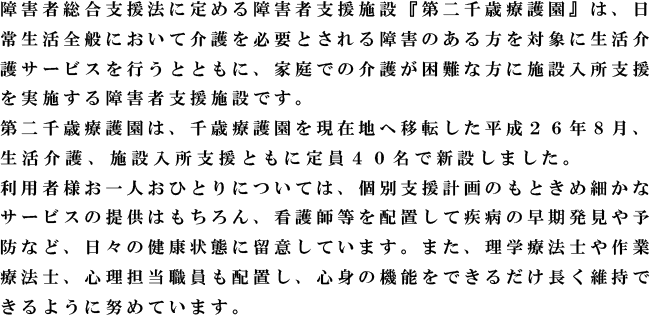 障害者総合支援法に定める障害者支援施設『第二千歳療護園』は、日
常生活全般において介護を必要とされる障害のある方を対象に生活介
護サービスを行うとともに、家庭での介護が困難な方に施設入所支援
を実施する障害者支援施設です。
第二千歳療護園は、千歳療護園を現在地へ移転した平成２６年８月、
生活介護、施設入所支援ともに定員４０名で新設しました。
利用者様お一人おひとりについては、個別支援計画のもときめ細かな
サービスの提供はもちろん、看護師等を配置して疾病の早期発見や予
防など、日々の健康状態に留意しています。また、理学療法士や作業
療法士、心理担当職員も配置し、心身の機能をできるだけ長く維持で
きるように努めています。